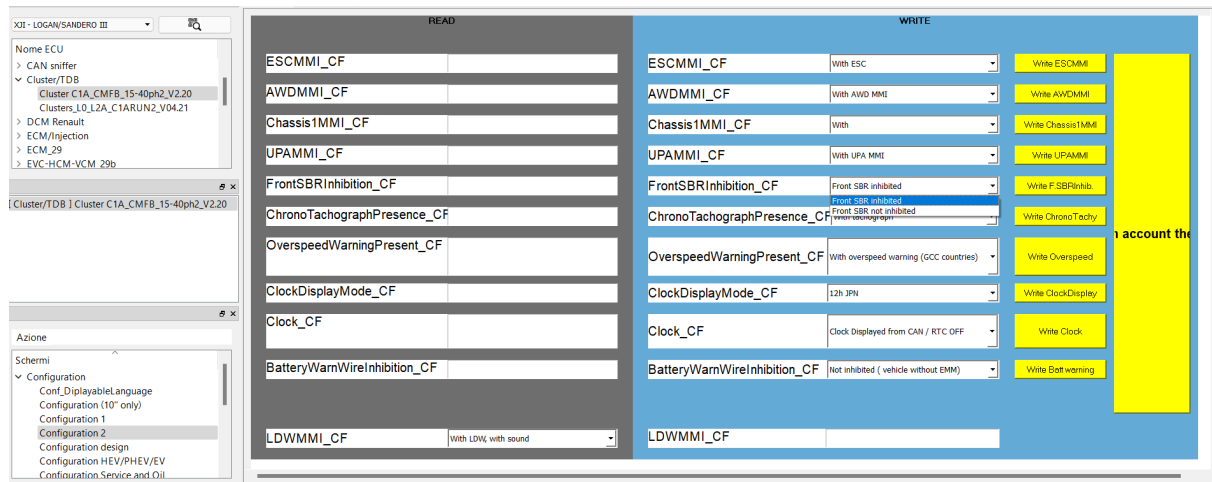 XJI - LOGAN/SANDERO III
Nome ECU
CAN sniffer
Cluster/TDB
Cluster C1A_CMFB_15-40ph2_V2.20
Clusters_L0_L2A_C1ARUN2_V04.21
DCM Renault
ECM/Injection
ECM_29
EVC-HCM-VCM_29b
[ Cluster/TDB ] Cluster C1A_CMFB_15-40ph2_V2.20
Azione
Schermi
Configuration
Conf_DiplayableLanguage
Configuration (10" only)
Configuration 1
Configuration 2
Configuration design
Configuration HEV/PHEV/EV
Configuration Service and Oil
READ
ESCMMI_CF
AWDMMI_CF
Chassis1MMI_CF
UPAMMI_CF
FrontSBRInhibition_CF
ChronoTachographPresence_CF
OverspeedWarningPresent_CF
ClockDisplayMode_CF
Clock_CF
BatteryWarnWireInhibition_CF
LDWMMI_CF With LDW, with sound
WRITE
ESCMMI_CF With ESC Write ESCMMI
AWDMMI_CF With AWD MMI Write AWDMMI
Chassis1MMI_CF With Write Chassis1MMI
UPAMMI_CF With UPA MMI Write UPAMMI
FrontSBRInhibition_CF Front SBR inhibited Write F.SBRInhib.
Front SBR inhibited
Front SBR not inhibited
ChronoTachographPresence_CF With tachograph Write ChronoTachy
account the
OverspeedWarningPresent_CF With overspeed warning (GCC countries) Write Overspeed
ClockDisplayMode_CF 12h JPN Write ClockDisplay
Clock_CF Clock Displayed from CAN / RTC OFF Write Clock
BatteryWarnWireInhibition_CF Not inhibited ( vehicle without EMM) Write Batt warning
LDWMMI_CF